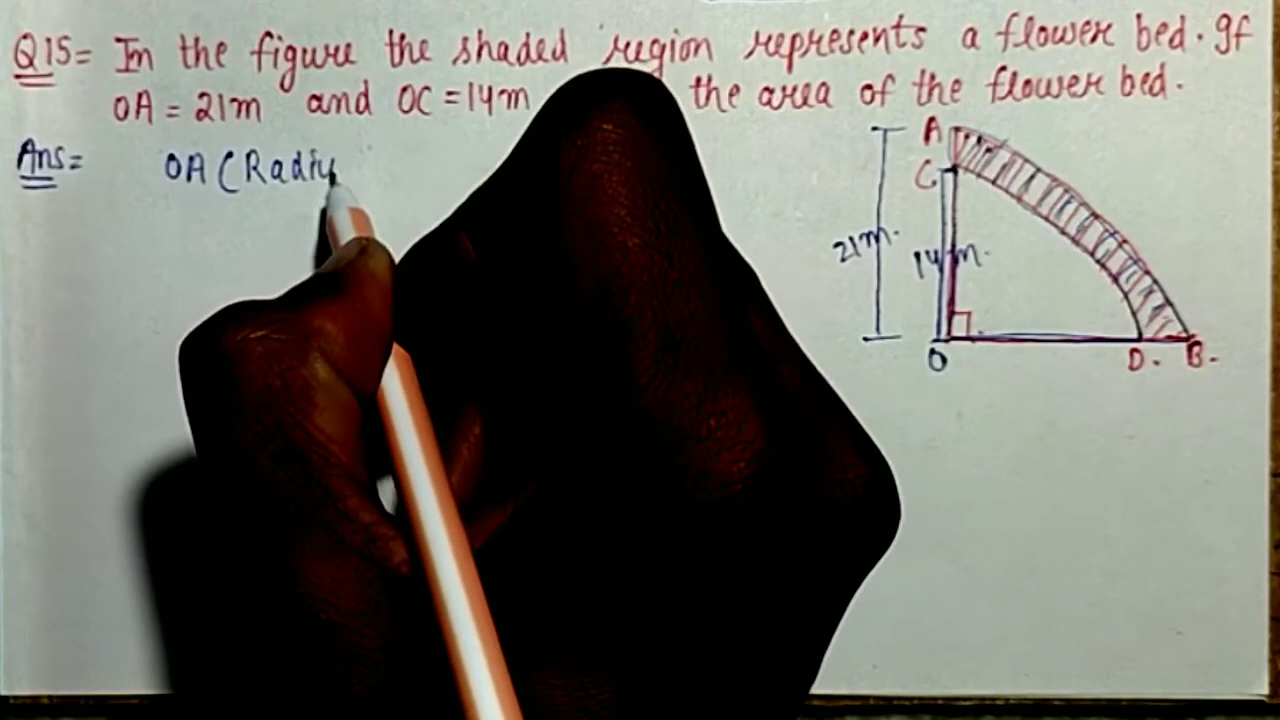 Q15= In the figure the shaded region represents a flower bed. If
OA = 21m and OC = 14m the area of the flower bed.
Ans= OA (Radiu
A
C
21m.
14m.
O
D.
B.